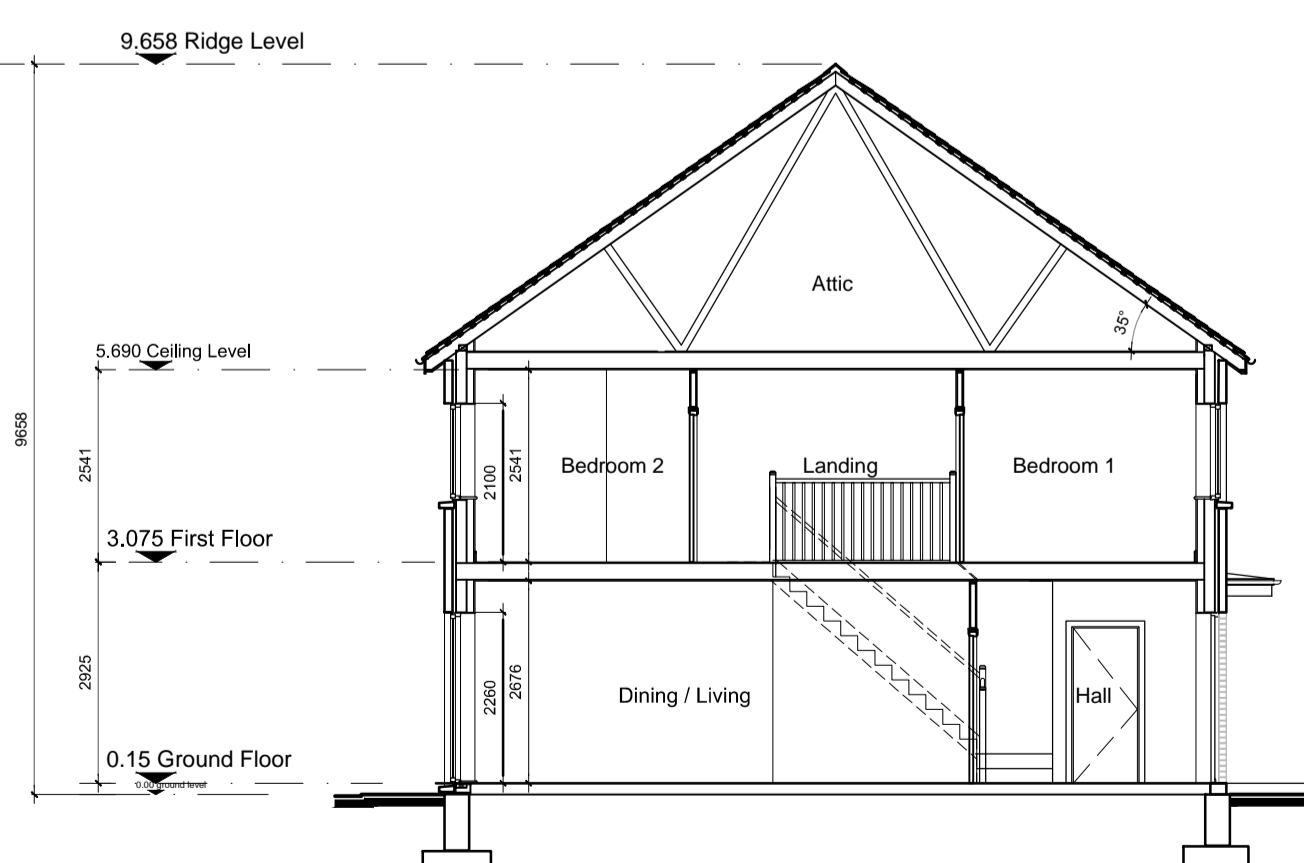 9.658 Ridge Level
Attic
35°
5.690 Ceiling Level
9658
2541
2100
2541
Bedroom 2
Landing
Bedroom 1
3.075 First Floor
2925
2260
2676
Dining / Living
Hall
0.15 Ground Floor
0.00 ground level